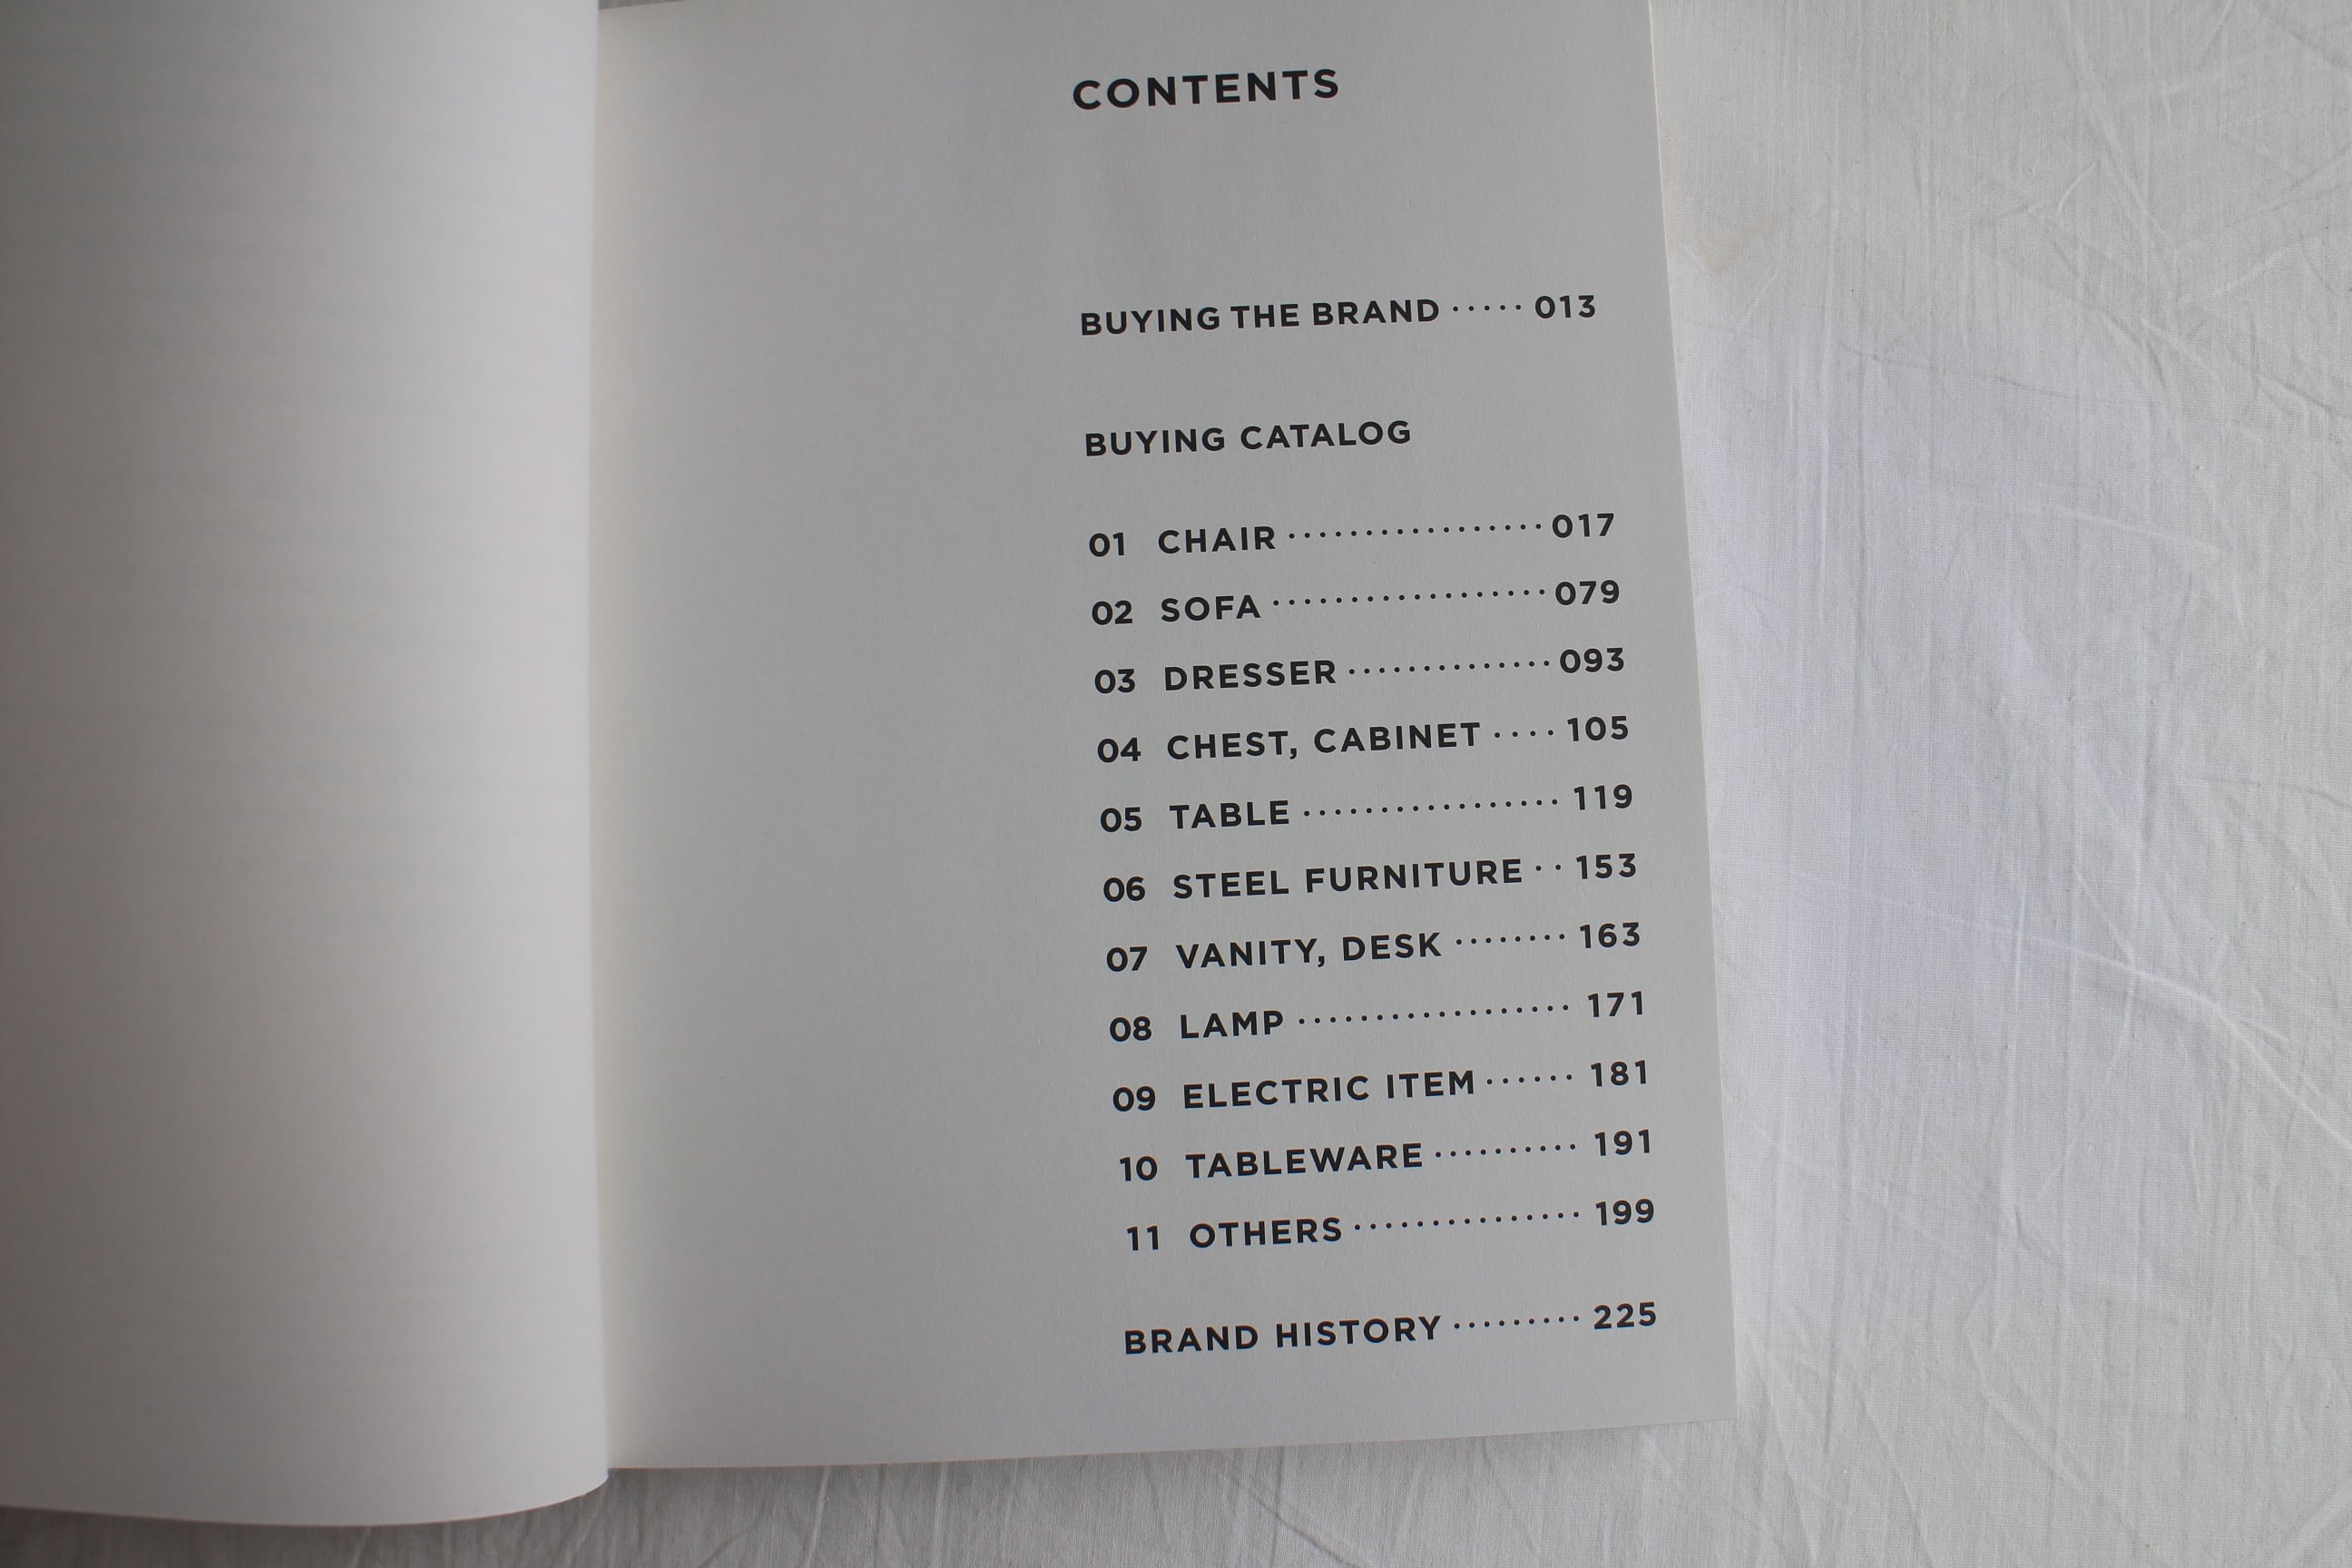 CONTENTS
BUYING THE BRAND ····· 013
BUYING CATALOG
01 CHAIR ················· 017
02 SOFA ·················· 079
03 DRESSER ·············· 093
04 CHEST, CABINET ···· 105
05 TABLE ················· 119
06 STEEL FURNITURE ·· 153
07 VANITY, DESK ········ 163
08 LAMP ·················· 171
09 ELECTRIC ITEM ······ 181
10 TABLEWARE ·········· 191
11 OTHERS ··············· 199
BRAND HISTORY ········· 225